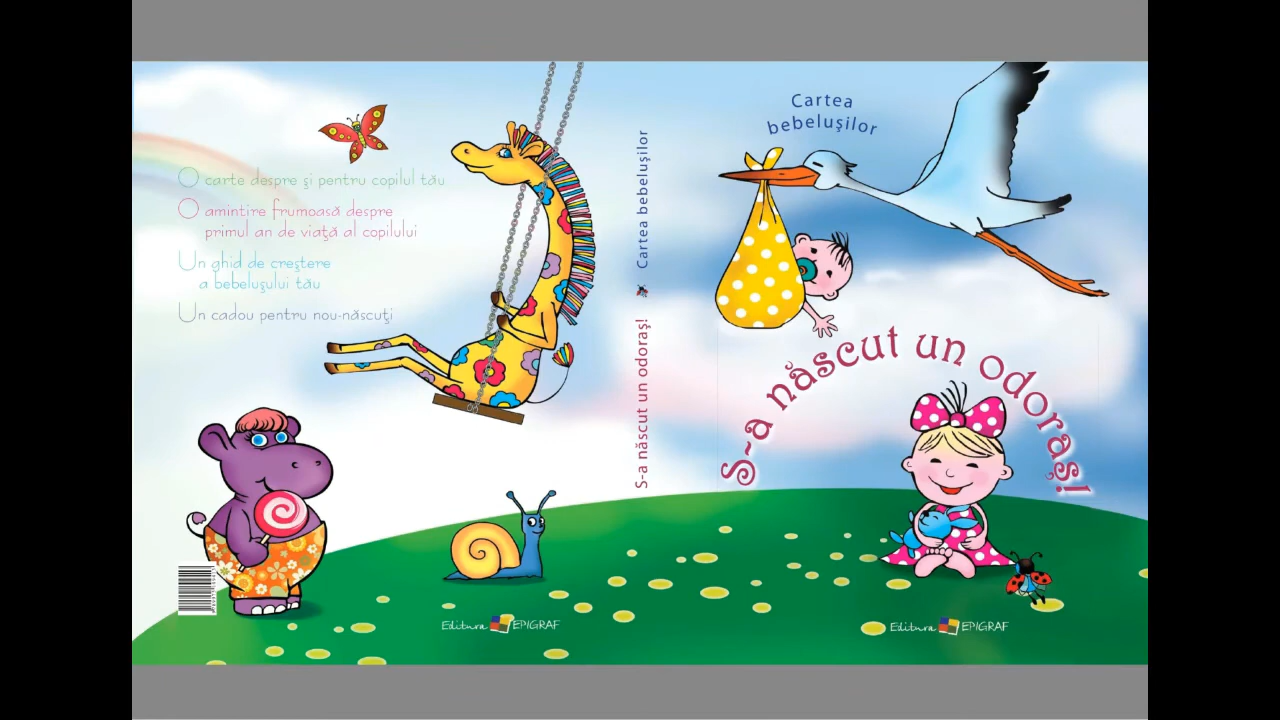 O carte despre şi pentru copilul tău
O amintire frumoasă despre
primul an de viaţă al copilului
Un ghid de creştere
a bebeluşului tău
Un cadou pentru nou-născuţi
Editura EPIGRAF
S-a născut un odoraş! Cartea bebeluşilor
Cartea
bebeluşilor
S-a născut un odoraş!
Editura EPIGRAF